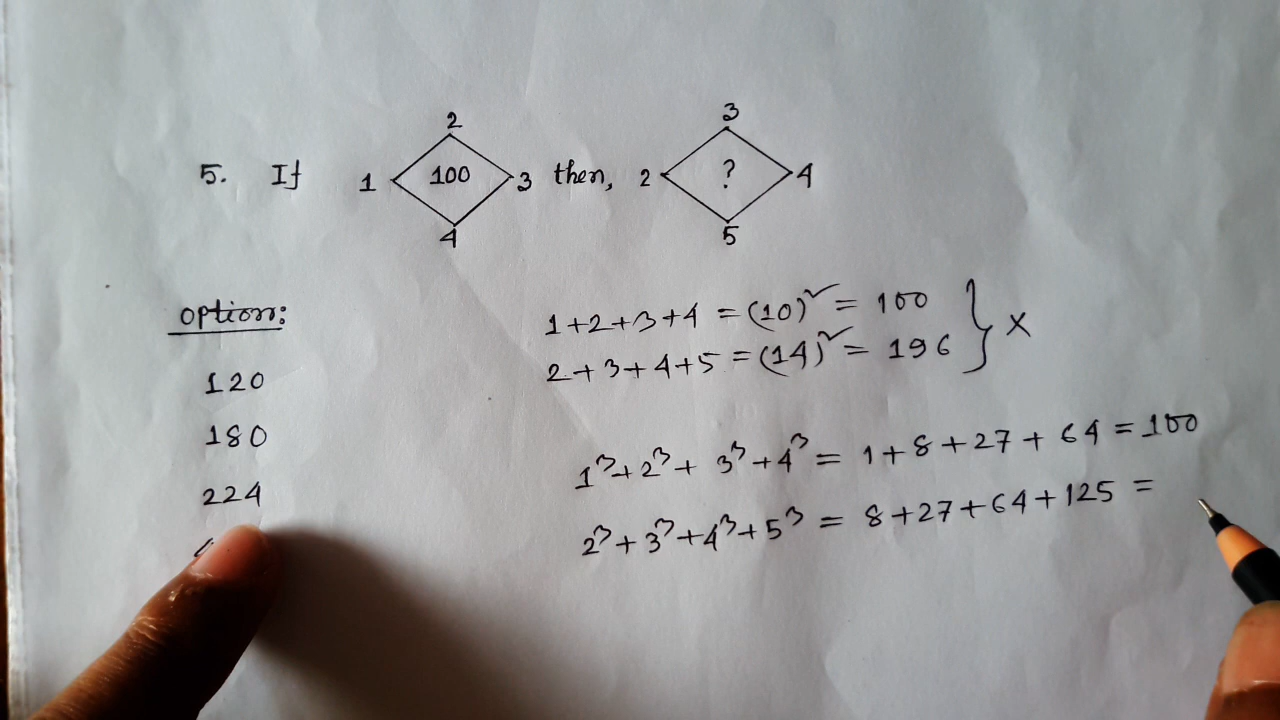 2 3
5. If 1 100 3 then, 2 ? 4
4 5
option:
120
180
224
1+2+3+4 = (10)² = 100
2+3+4+5 = (14)² = 196 } ×
1³+2³+3³+4³ = 1+8+27+64 = 100
2³+3³+4³+5³ = 8+27+64+125 =